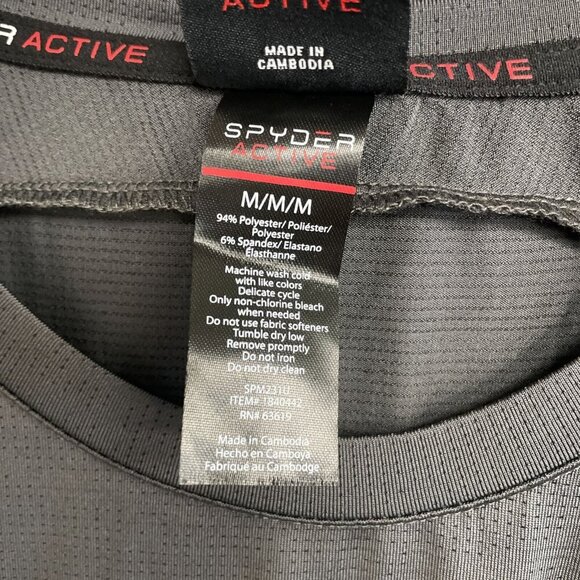 ACTIVE
MADE IN
CAMBODIA
R ACTIVE
ACTIVE
SPYDER
ACTIVE
M/M/M
94% Polyester/ Poliéster/
Polyester
6% Spandex/ Elastano
Élasthanne
Machine wash cold
with like colors
Delicate cycle
Only non-chlorine bleach
when needed
Do not use fabric softeners
Tumble dry low
Remove promptly
Do not iron
Do not dry clean
SPM231U
ITEM# 1840442
RN# 63619
Made in Cambodia
Hecho en Camboya
Fabriqué au Cambodge